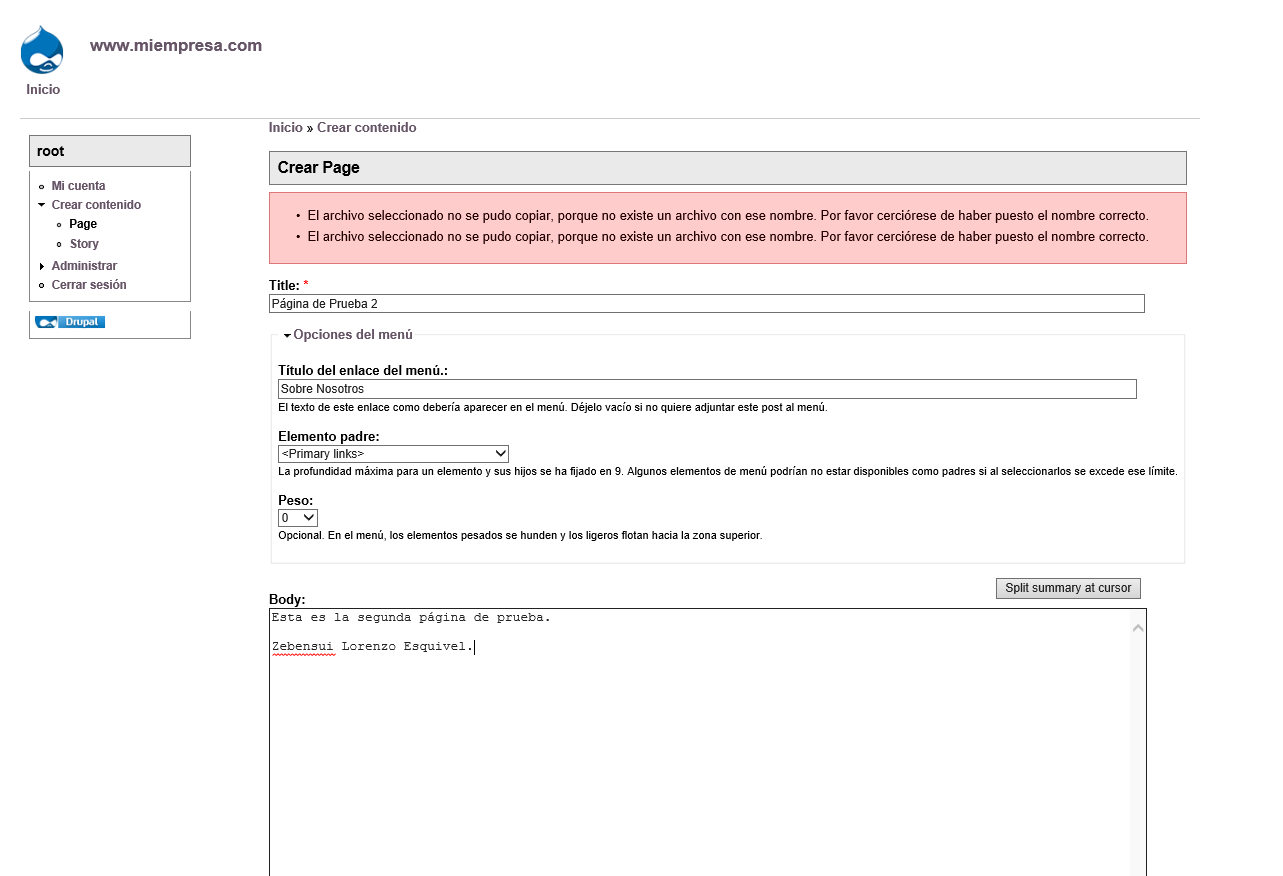 www.miempresa.com
Inicio
root
Mi cuenta
Crear contenido
Page
Story
Administrar
Cerrar sesión
Drupal
Inicio » Crear contenido
Crear Page
• El archivo seleccionado no se pudo copiar, porque no existe un archivo con ese nombre. Por favor cerciórese de haber puesto el nombre correcto.
• El archivo seleccionado no se pudo copiar, porque no existe un archivo con ese nombre. Por favor cerciórese de haber puesto el nombre correcto.
Title: *
Página de Prueba 2
Opciones del menú
Título del enlace del menú.:
Sobre Nosotros
El texto de este enlace como debería aparecer en el menú. Déjelo vacío si no quiere adjuntar este post al menú.
Elemento padre:
<Primary links>
La profundidad máxima para un elemento y sus hijos se ha fijado en 9. Algunos elementos de menú podrían no estar disponibles como padres si al seleccionarlos se excede ese límite.
Peso:
0
Opcional. En el menú, los elementos pesados se hunden y los ligeros flotan hacia la zona superior.
Split summary at cursor
Body:
Esta es la segunda página de prueba.
Zebensui Lorenzo Esquivel.